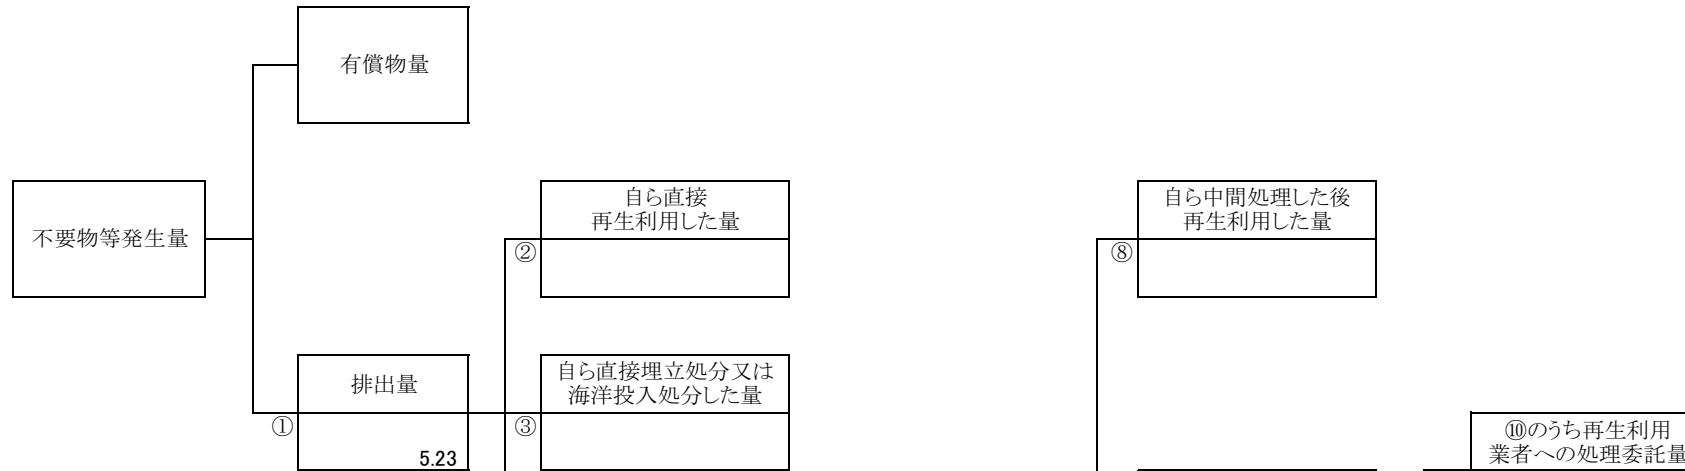 有償物量
不要物等発生量
自ら直接
再生利用した量
②
自ら中間処理した後
再生利用した量
⑧
排出量
①
5.23
自ら直接埋立処分又は
海洋投入処分した量
③
⑩のうち再生利用
業者への処理委託量